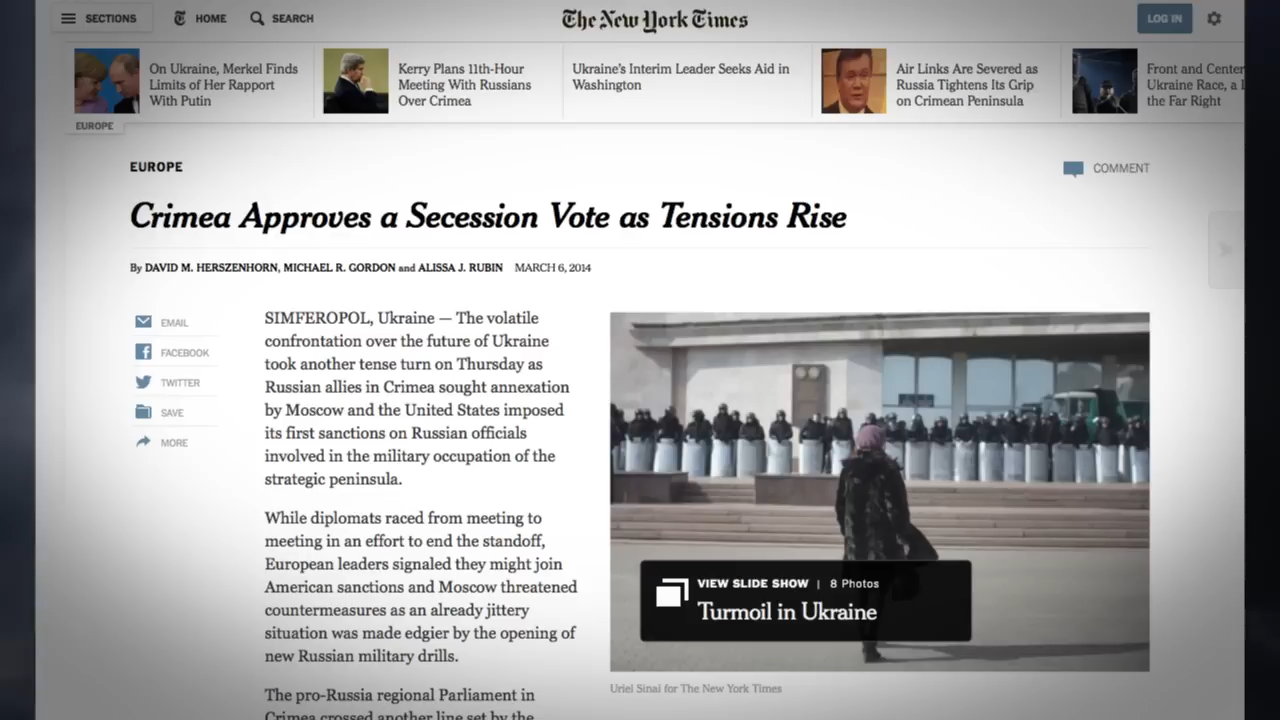 SECTIONS
HOME
SEARCH
The New York Times
LOG IN
On Ukraine, Merkel Finds
Limits of Her Rapport
With Putin
Kerry Plans 11th-Hour
Meeting With Russians
Over Crimea
Ukraine's Interim Leader Seeks Aid in
Washington
Air Links Are Severed as
Russia Tightens Its Grip
on Crimean Peninsula
Front and Center
Ukraine Race, a
the Far Right
EUROPE
EUROPE
COMMENT
Crimea Approves a Secession Vote as Tensions Rise
By DAVID M. HERSZENHORN, MICHAEL R. GORDON and ALISSA J. RUBIN MARCH 6, 2014
EMAIL
FACEBOOK
TWITTER
SAVE
MORE
SIMFEROPOL, Ukraine — The volatile
confrontation over the future of Ukraine
took another tense turn on Thursday as
Russian allies in Crimea sought annexation
by Moscow and the United States imposed
its first sanctions on Russian officials
involved in the military occupation of the
strategic peninsula.
While diplomats raced from meeting to
meeting in an effort to end the standoff,
European leaders signaled they might join
American sanctions and Moscow threatened
countermeasures as an already jittery
situation was made edgier by the opening of
new Russian military drills.
The pro-Russia regional Parliament in
Crimea crossed another line set by the
VIEW SLIDE SHOW | 8 Photos
Turmoil in Ukraine
Uriel Sinai for The New York Times